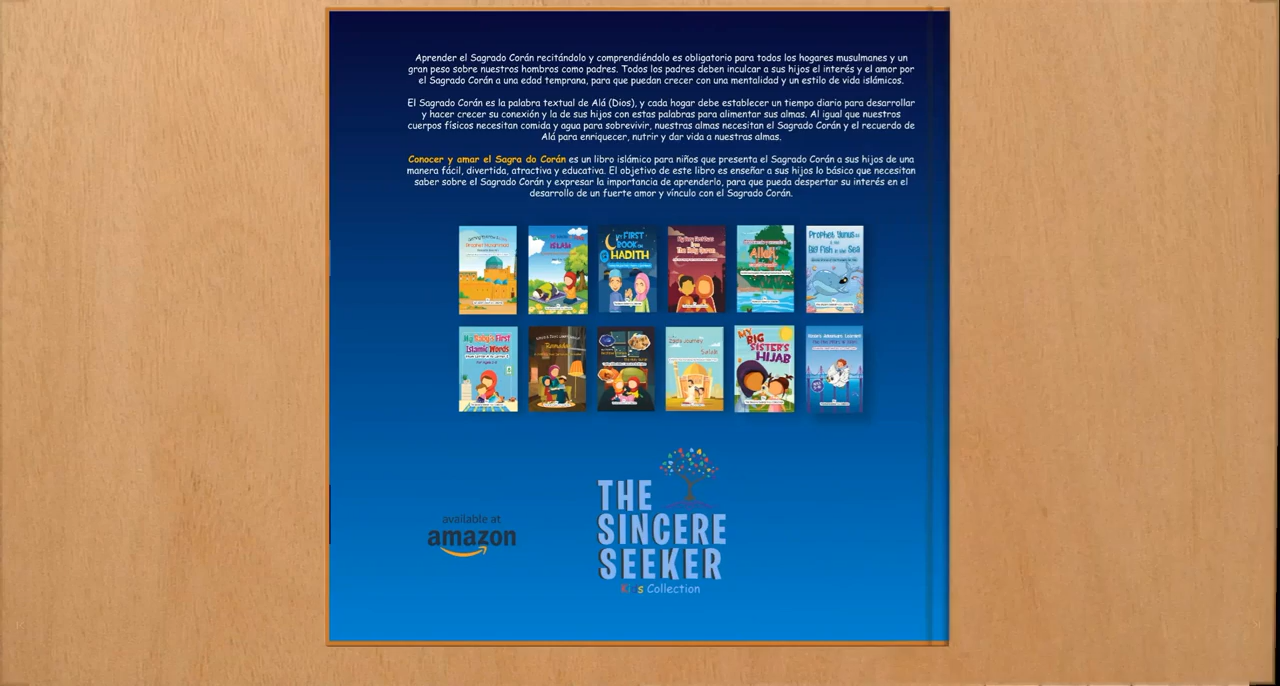 Aprender el Sagrado Corán recitándolo y comprendiéndolo es obligatorio para todos los hogares musulmanes y un
gran peso sobre nuestros hombros como padres. Todos los padres deben inculcar a sus hijos el interés y el amor por
el Sagrado Corán a una edad temprana, para que puedan crecer con una mentalidad y un estilo de vida islámicos.
El Sagrado Corán es la palabra textual de Alá (Dios), y cada hogar debe establecer un tiempo diario para desarrollar
y hacer crecer su conexión y la de sus hijos con estas palabras para alimentar sus almas. Al igual que nuestros
cuerpos físicos necesitan comida y agua para sobrevivir, nuestras almas necesitan el Sagrado Corán y el recuerdo de
Alá para enriquecer, nutrir y dar vida a nuestras almas.
Conocer y amar el Sagra do Corán es un libro islámico para niños que presenta el Sagrado Corán a sus hijos de una
manera fácil, divertida, atractiva y educativa. El objetivo de este libro es enseñar a sus hijos lo básico que necesitan
saber sobre el Sagrado Corán y expresar la importancia de aprenderlo, para que pueda despertar su interés en el
desarrollo de un fuerte amor y vínculo con el Sagrado Corán.
ISLAM
MY FIRST
BOOK ON
HADITH
The Holy Quran
Allah
Prophet Yunus
Big Fish in the Sea
My Baby's First
Islamic Words
Ramadan
Salah
MY
BIG
SISTER'S
HIJAB
available at
amazon
THE
SINCERE
SEEKER
Kids Collection